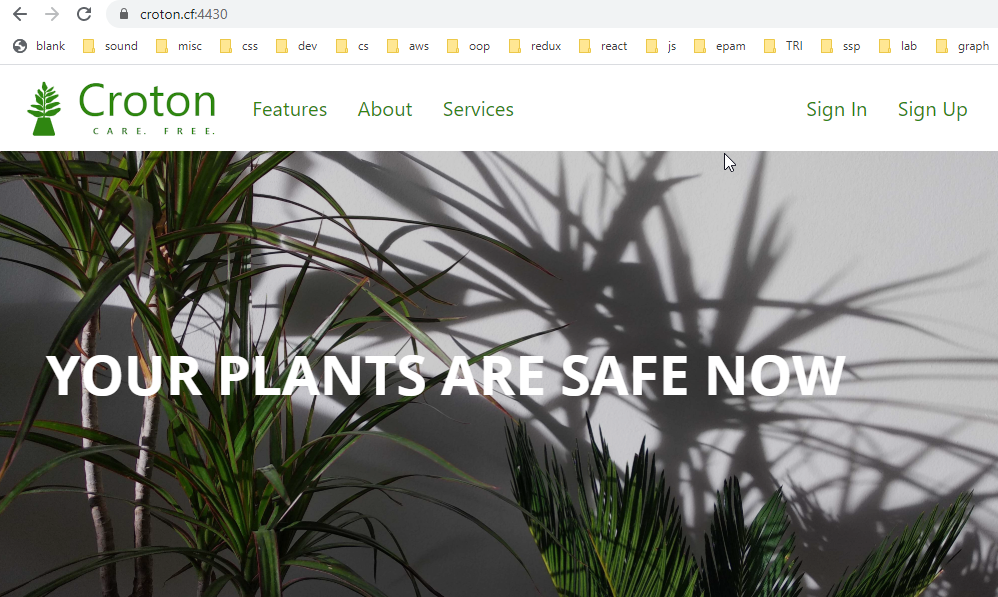 croton.cf:4430
blank sound misc css dev cs aws oop redux react js epam TRI ssp lab graph
Croton
CARE. FREE.
Features About Services Sign In Sign Up
YOUR PLANTS ARE SAFE NOW